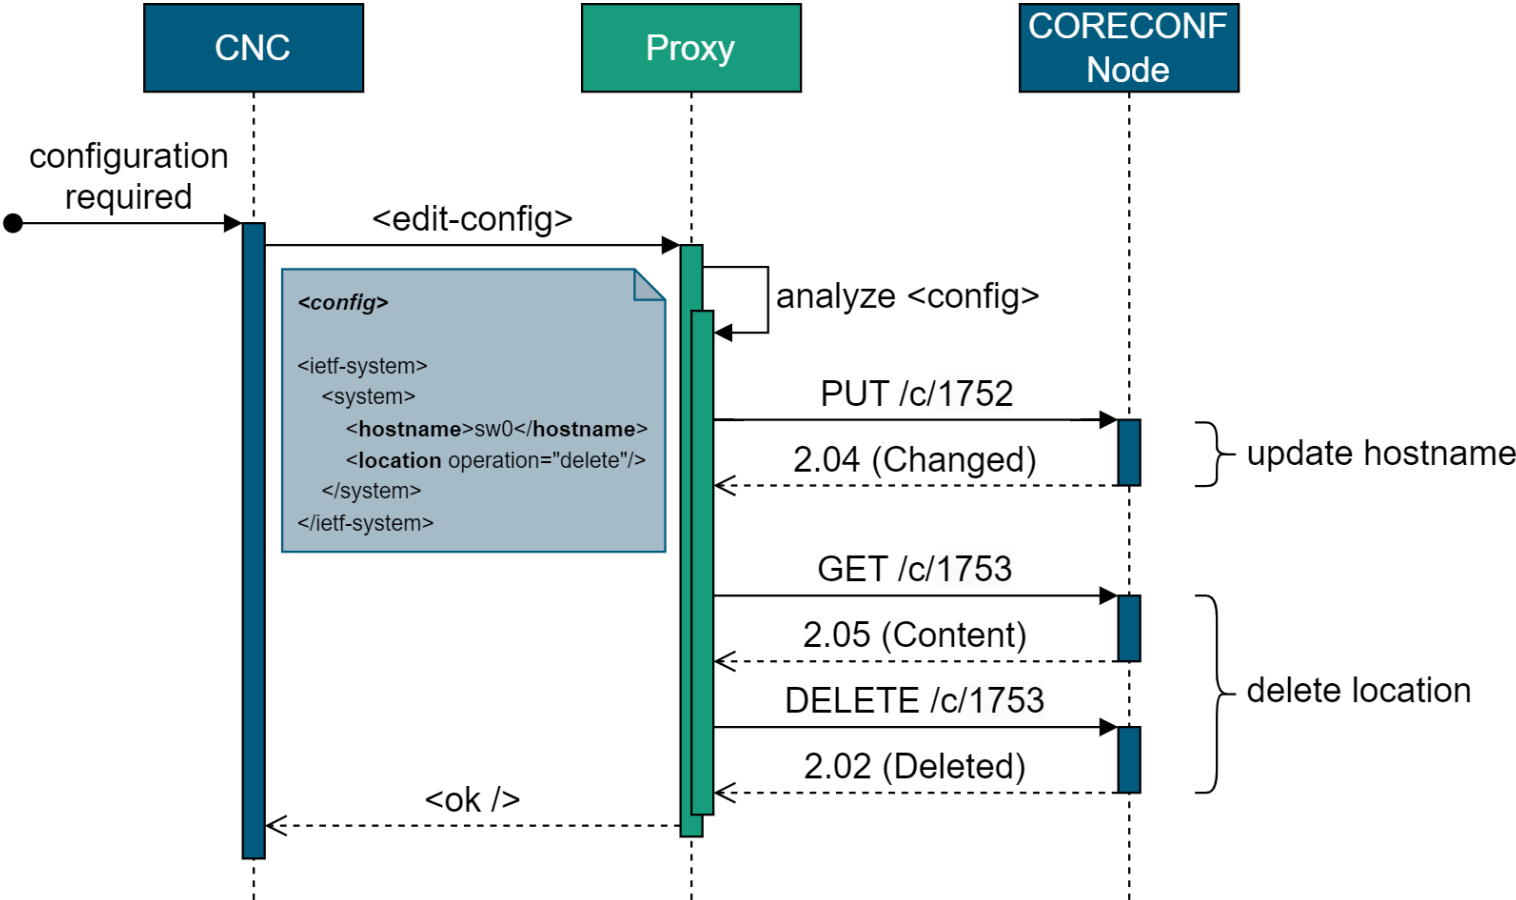 CNC
Proxy
CORECONF
Node
configuration
required
<edit-config>
<config>
<ietf-system>
<system>
<hostname>sw0</hostname>
<location operation="delete"/>
</system>
</ietf-system>
analyze <config>
PUT /c/1752
2.04 (Changed)
update hostname
GET /c/1753
2.05 (Content)
DELETE /c/1753
2.02 (Deleted)
delete location
<ok />